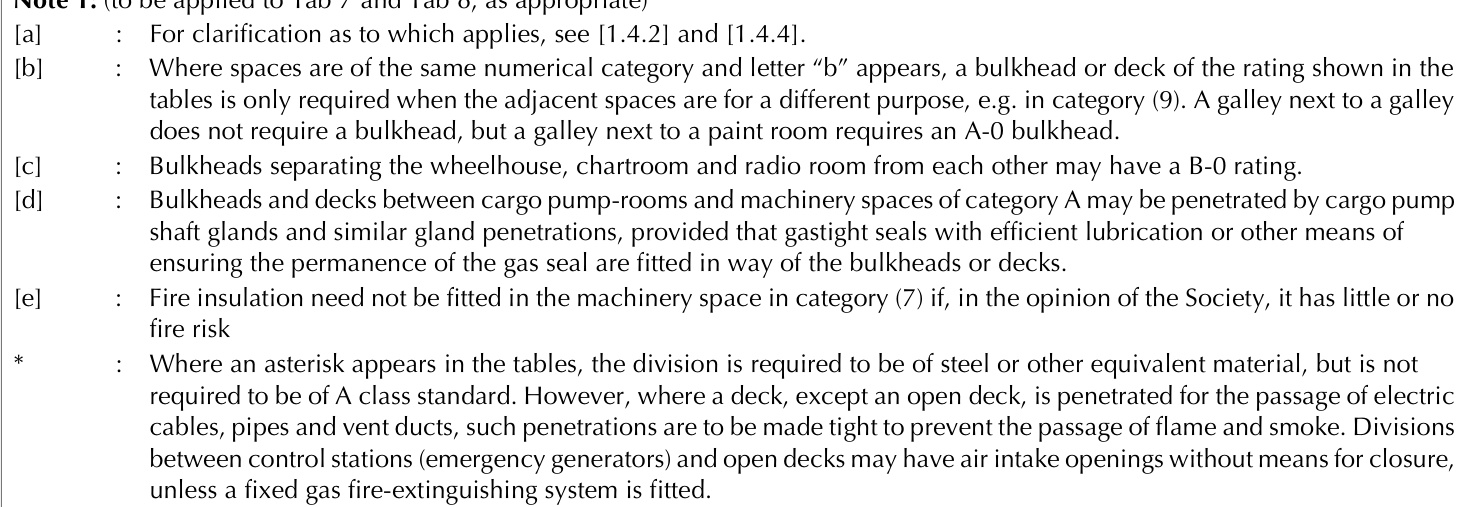 Note 1: (to be applied to Tab 7 and Tab 8, as appropriate)
[a] : For clarification as to which applies, see [1.4.2] and [1.4.4].
[b] : Where spaces are of the same numerical category and letter “b” appears, a bulkhead or deck of the rating shown in the
tables is only required when the adjacent spaces are for a different purpose, e.g. in category (9). A galley next to a galley
does not require a bulkhead, but a galley next to a paint room requires an A-0 bulkhead.
[c] : Bulkheads separating the wheelhouse, chartroom and radio room from each other may have a B-0 rating.
[d] : Bulkheads and decks between cargo pump-rooms and machinery spaces of category A may be penetrated by cargo pump
shaft glands and similar gland penetrations, provided that gastight seals with efficient lubrication or other means of
ensuring the permanence of the gas seal are fitted in way of the bulkheads or decks.
[e] : Fire insulation need not be fitted in the machinery space in category (7) if, in the opinion of the Society, it has little or no
fire risk
* : Where an asterisk appears in the tables, the division is required to be of steel or other equivalent material, but is not
required to be of A class standard. However, where a deck, except an open deck, is penetrated for the passage of electric
cables, pipes and vent ducts, such penetrations are to be made tight to prevent the passage of flame and smoke. Divisions
between control stations (emergency generators) and open decks may have air intake openings without means for closure,
unless a fixed gas fire-extinguishing system is fitted.